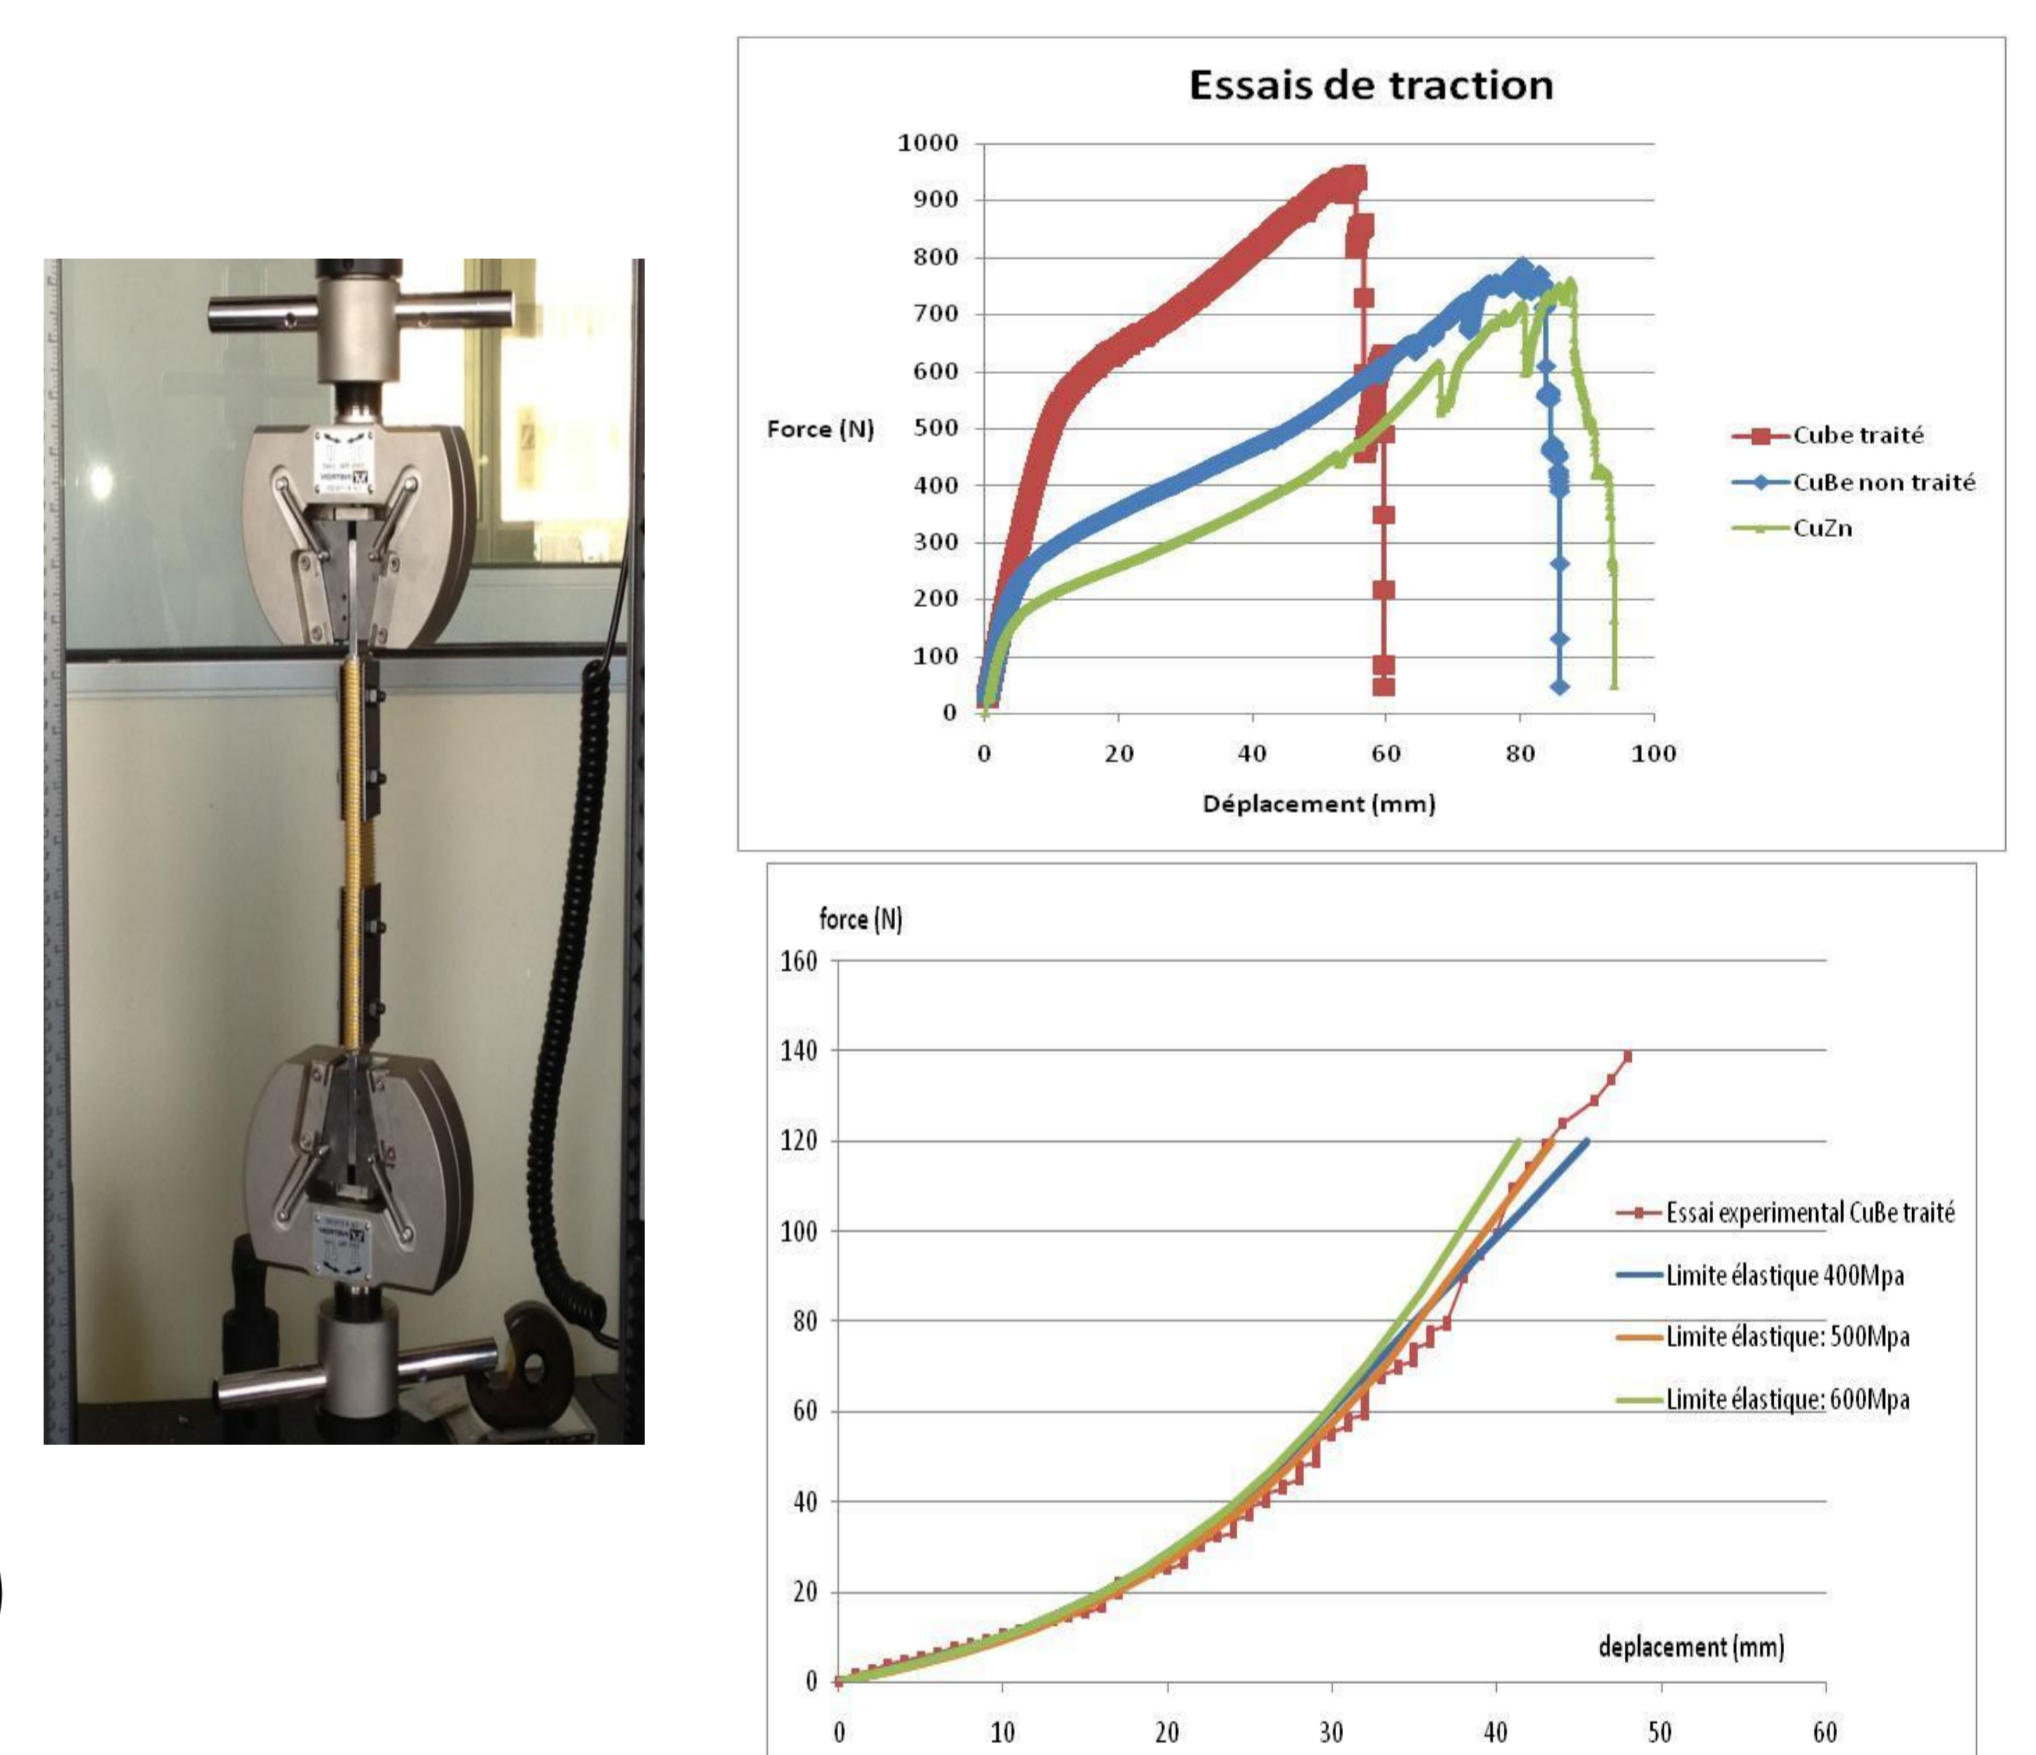 Essais de traction
1000
900
800
700
600
500
400
300
200
100
0
Force (N)
0 20 40 60 80 100
Déplacement (mm)
Cube traité
CuBe non traité
CuZn
force (N)
160
140
120
100
80
60
40
20
0
0 10 20 30 40 50 60
deplacement (mm)
Essai experimental CuBe traité
Limite élastique 400Mpa
Limite élastique: 500Mpa
Limite élastique: 600Mpa